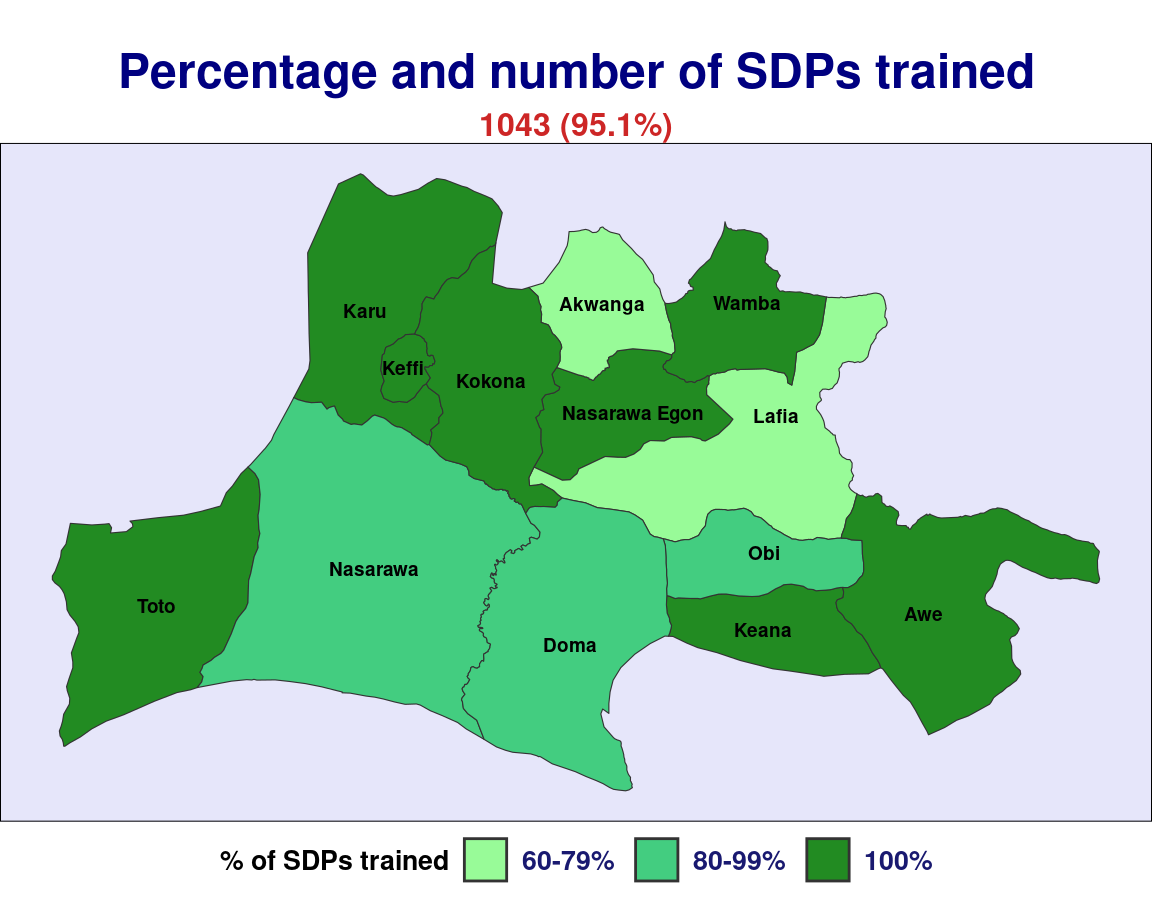 Percentage and number of SDPs trained
1043 (95.1%)
Akwanga
Wamba
Karu
Keffi
Kokona
Nasarawa Egon
Lafia
Obi
Nasarawa
Toto
Awe
Keana
Doma
% of SDPs trained 60-79% 80-99% 100%